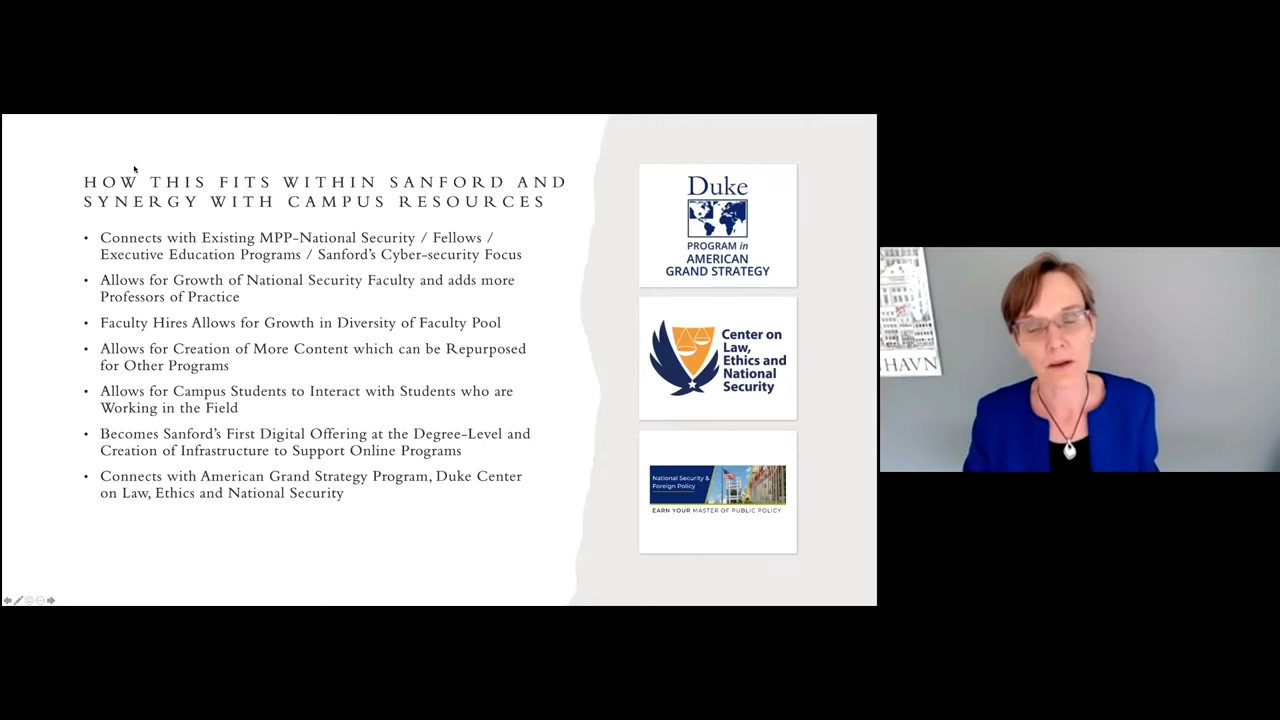 HOW THIS FITS WITHIN SANFORD AND
SYNERGY WITH CAMPUS RESOURCES
• Connects with Existing MPP-National Security / Fellows /
Executive Education Programs / Sanford's Cyber-security Focus
• Allows for Growth of National Security Faculty and adds more
Professors of Practice
• Faculty Hires Allows for Growth in Diversity of Faculty Pool
• Allows for Creation of More Content which can be Repurposed
for Other Programs
• Allows for Campus Students to Interact with Students who are
Working in the Field
• Becomes Sanford's First Digital Offering at the Degree-Level and
Creation of Infrastructure to Support Online Programs
• Connects with American Grand Strategy Program, Duke Center
on Law, Ethics and National Security
Duke
PROGRAM in
AMERICAN
GRAND STRATEGY
Center on
Law,
Ethics and
National
Security
National Security &
Foreign Policy
EARN YOUR MASTER OF PUBLIC POLICY
HAVN